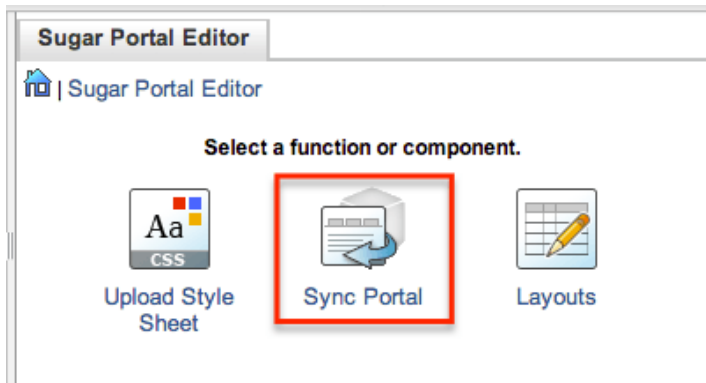 Sugar Portal Editor
| Sugar Portal Editor
Select a function or component.
Aa
CSS
Upload Style
Sheet
Sync Portal
Layouts